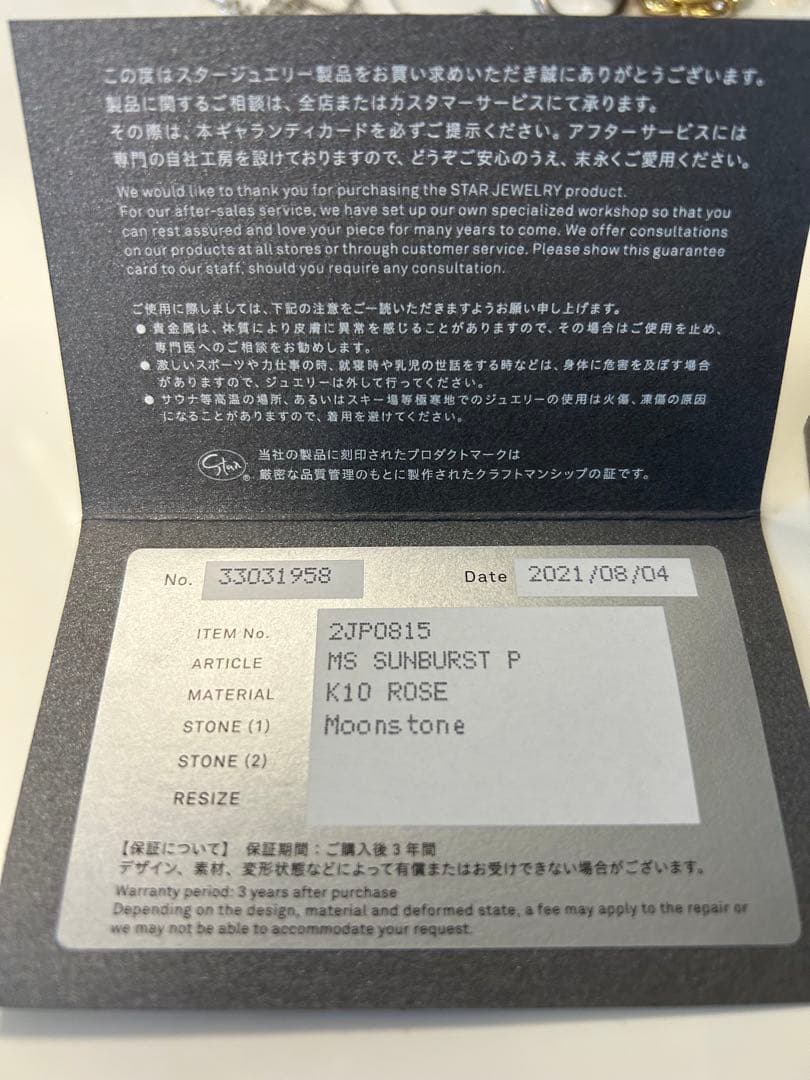 この度はスタージュエリー製品をお買い求めいただき誠にありがとうございます。
製品に関するご相談は、全店またはカスタマーサービスにて承ります。
その際は、本ギャランティカードを必ずご提示ください。アフターサービスには
専門の自社工房を設けておりますので、どうぞご安心のうえ、末永くご愛用ください。
We would like to thank you for purchasing the STAR JEWELRY product.
For our after-sales service, we have set up our own specialized workshop so that you
can rest assured and love your piece for many years to come. We offer consultations
on our products at all stores or through customer service. Please show this guarantee
card to our staff, should you require any consultation.
ご使用に際しましては、下記の注意をご一読いただきますようお願い申し上げます。
● 貴金属は、体質により皮膚に異常を感じることがありますので、その場合はご使用を止め、
専門医へのご相談をお勧めします。
● 激しいスポーツや力仕事の時、就寝時や乳児の世話をする時などは、身体に危害を及ぼす場合
がありますので、ジュエリーは外して行ってください。
● サウナ等高温の場所、あるいはスキー場等極寒地でのジュエリーの使用は火傷、凍傷の原因
になることがありますので、着用を避けてください。
Star®
当社の製品に刻印されたプロダクトマークは
厳密な品質管理のもとに製作されたクラフトマンシップの証です。
No. 33031958 Date 2021/08/04
ITEM No. 2JP0815
ARTICLE MS SUNBURST P
MATERIAL K10 ROSE
STONE (1) Moonstone
STONE (2)
RESIZE
【保証について】 保証期間：ご購入後3年間
デザイン、素材、変形状態などによって有償またはお受けできない場合がございます。
Warranty period: 3 years after purchase
Depending on the design, material and deformed state, a fee may apply to the repair or
we may not be able to accommodate your request.